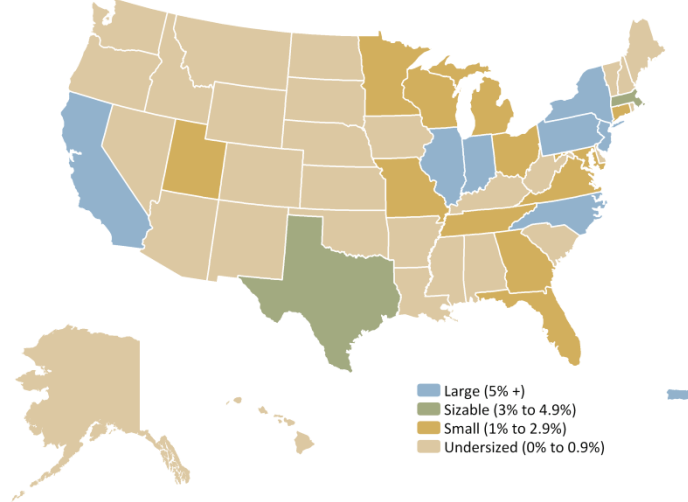 Large (5% +)
Sizable (3% to 4.9%)
Small (1% to 2.9%)
Undersized (0% to 0.9%)